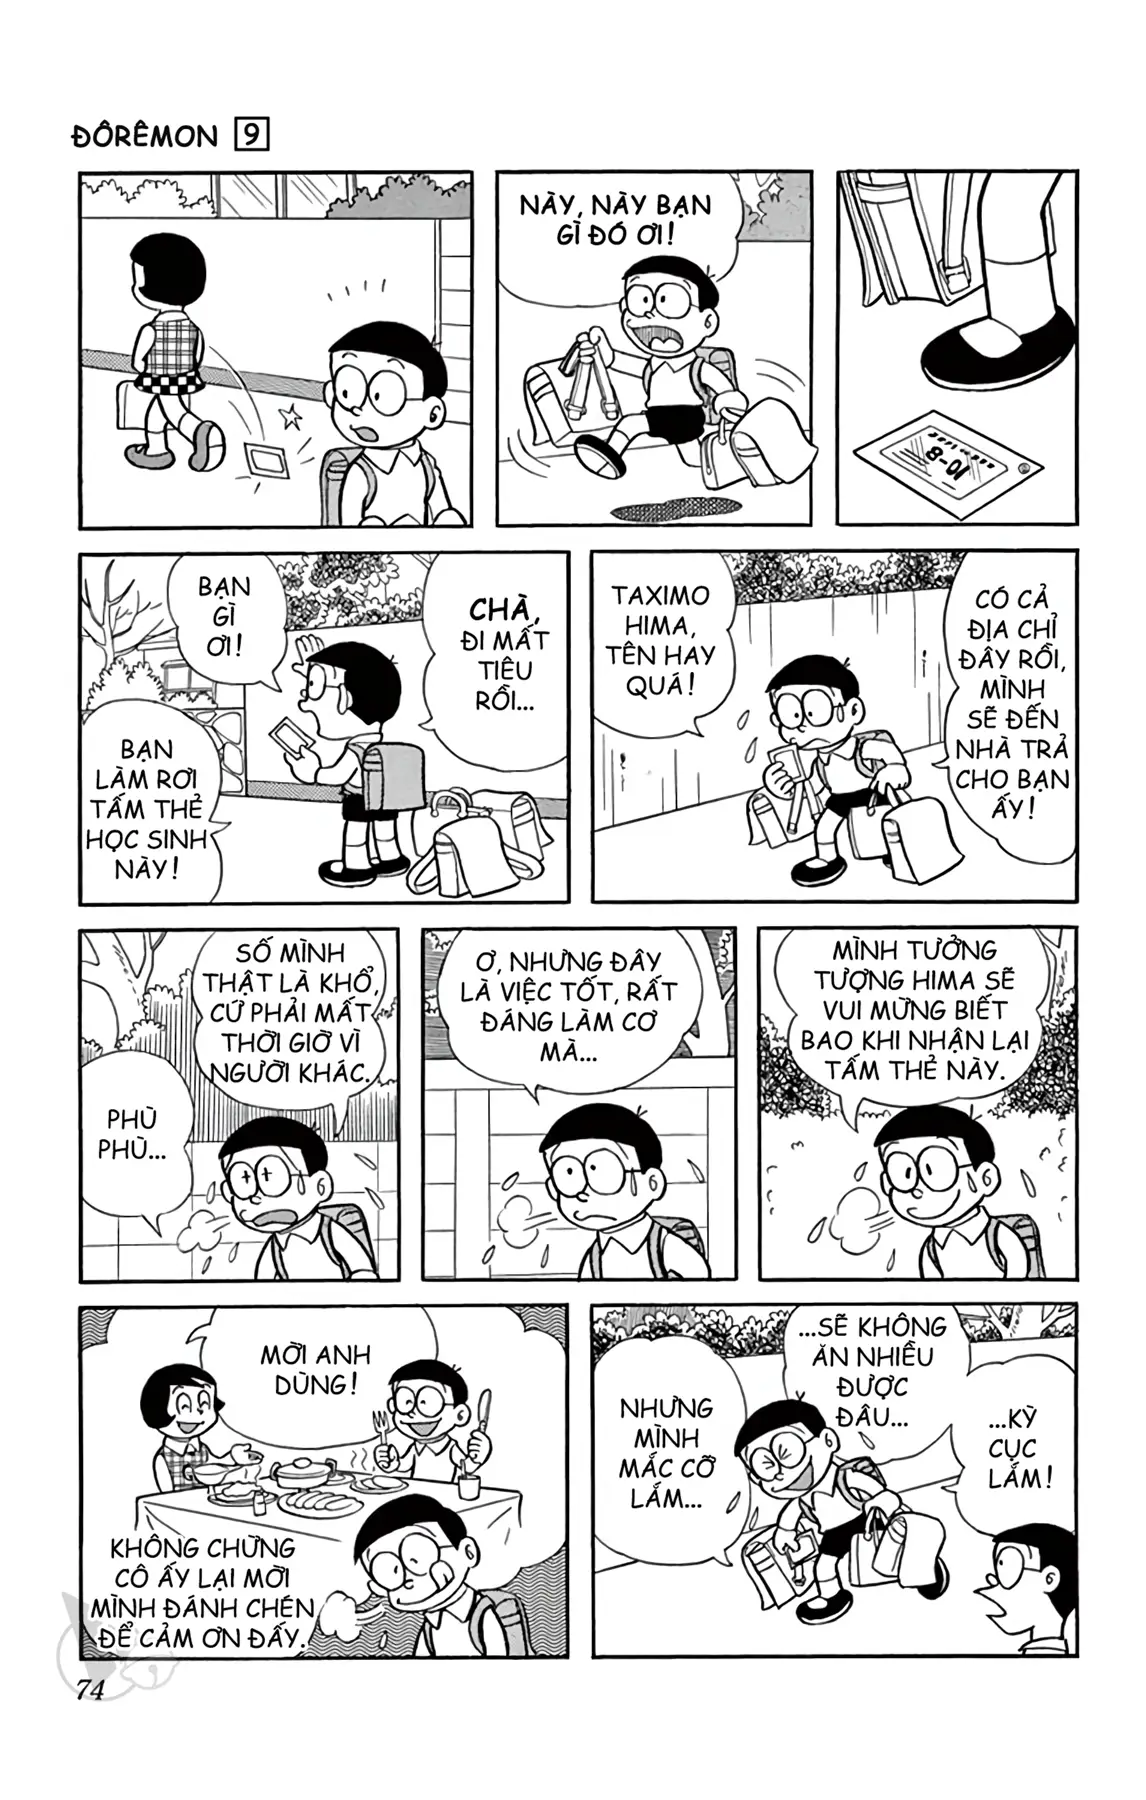 ĐÔRÊMON 9
NÀY, NÀY BẠN
GÌ ĐÓ ƠI!
10-8
BẠN
GÌ
ƠI!
CHÀ,
ĐI MẤT
TIÊU
RỒI...
BẠN
LÀM RƠI
TẤM THẺ
HỌC SINH
NÀY!
TAXIMO
HIMA,
TÊN HAY
QUÁ!
CÓ CẢ
ĐỊA CHỈ
ĐÂY RỒI,
MÌNH
SẼ ĐẾN
NHÀ TRẢ
CHO BẠN
ẤY!
PHÙ
PHÙ...
SỐ MÌNH
THẬT LÀ KHỔ,
CỨ PHẢI MẤT
THỜI GIỜ VÌ
NGƯỜI KHÁC.
Ơ, NHƯNG ĐÂY
LÀ VIỆC TỐT, RẤT
ĐÁNG LÀM CƠ
MÀ...
MÌNH TƯỞNG
TƯỢNG HIMA SẼ
VUI MỪNG BIẾT
BAO KHI NHẬN LẠI
TẤM THẺ NÀY.
MỜI ANH
DÙNG!
KHÔNG CHỪNG
CÔ ẤY LẠI MỜI
MÌNH ĐÁNH CHÉN
ĐỂ CẢM ƠN ĐẤY.
NHƯNG
MÌNH
MẮC CỠ
LẮM...
...SẼ KHÔNG
ĂN NHIỀU
ĐƯỢC
ĐÂU...
...KỲ
CỤC
LẮM!
74